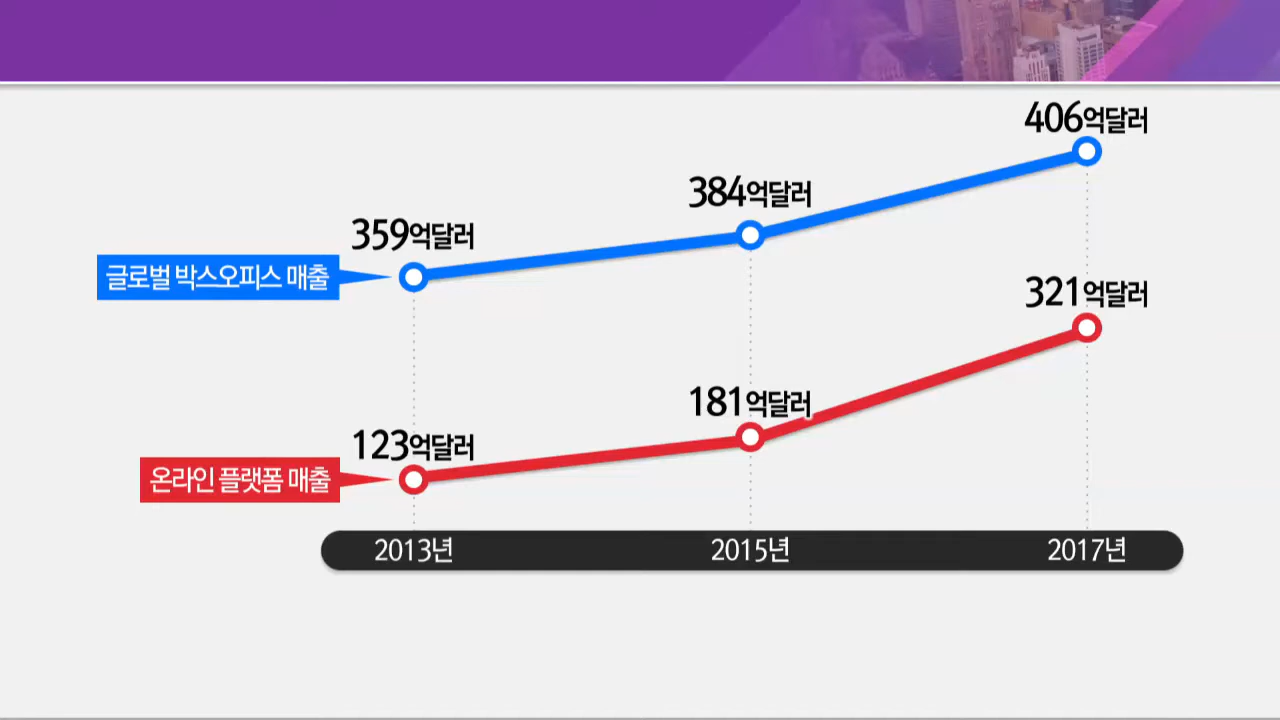 406억달러
384억달러
359억달러
글로벌 박스오피스 매출
321억달러
181억달러
123억달러
온라인 플랫폼 매출
2013년 2015년 2017년